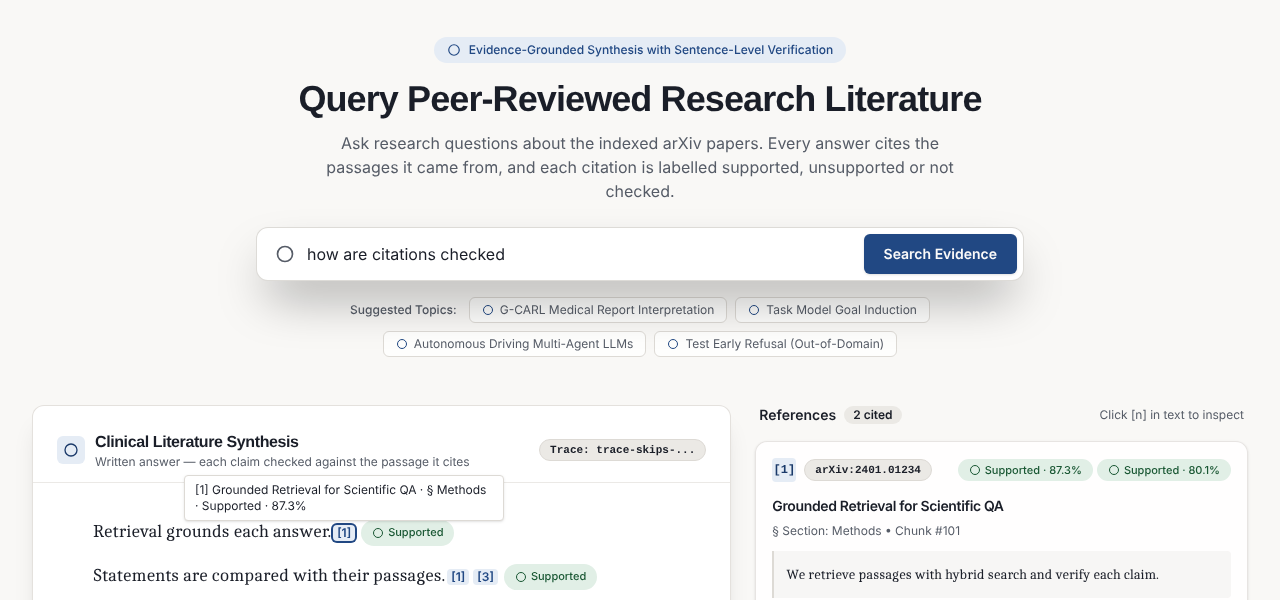 Evidence-Grounded Synthesis with Sentence-Level Verification
Query Peer-Reviewed Research Literature
Ask research questions about the indexed arXiv papers. Every answer cites the
passages it came from, and each citation is labelled supported, unsupported or not
checked.
how are citations checked
Search Evidence
Suggested Topics:
G-CARL Medical Report Interpretation
Task Model Goal Induction
Autonomous Driving Multi-Agent LLMs
Test Early Refusal (Out-of-Domain)
Clinical Literature Synthesis
Written answer — each claim checked against the passage it cites
Trace: trace-skips-...
[1] Grounded Retrieval for Scientific QA · § Methods
· Supported · 87.3%
Retrieval grounds each answer. [1] Supported
Statements are compared with their passages. [1] [3] Supported
References 2 cited
Click [n] in text to inspect
[1] arXiv:2401.01234 Supported · 87.3% Supported · 80.1%
Grounded Retrieval for Scientific QA
§ Section: Methods • Chunk #101
We retrieve passages with hybrid search and verify each claim.